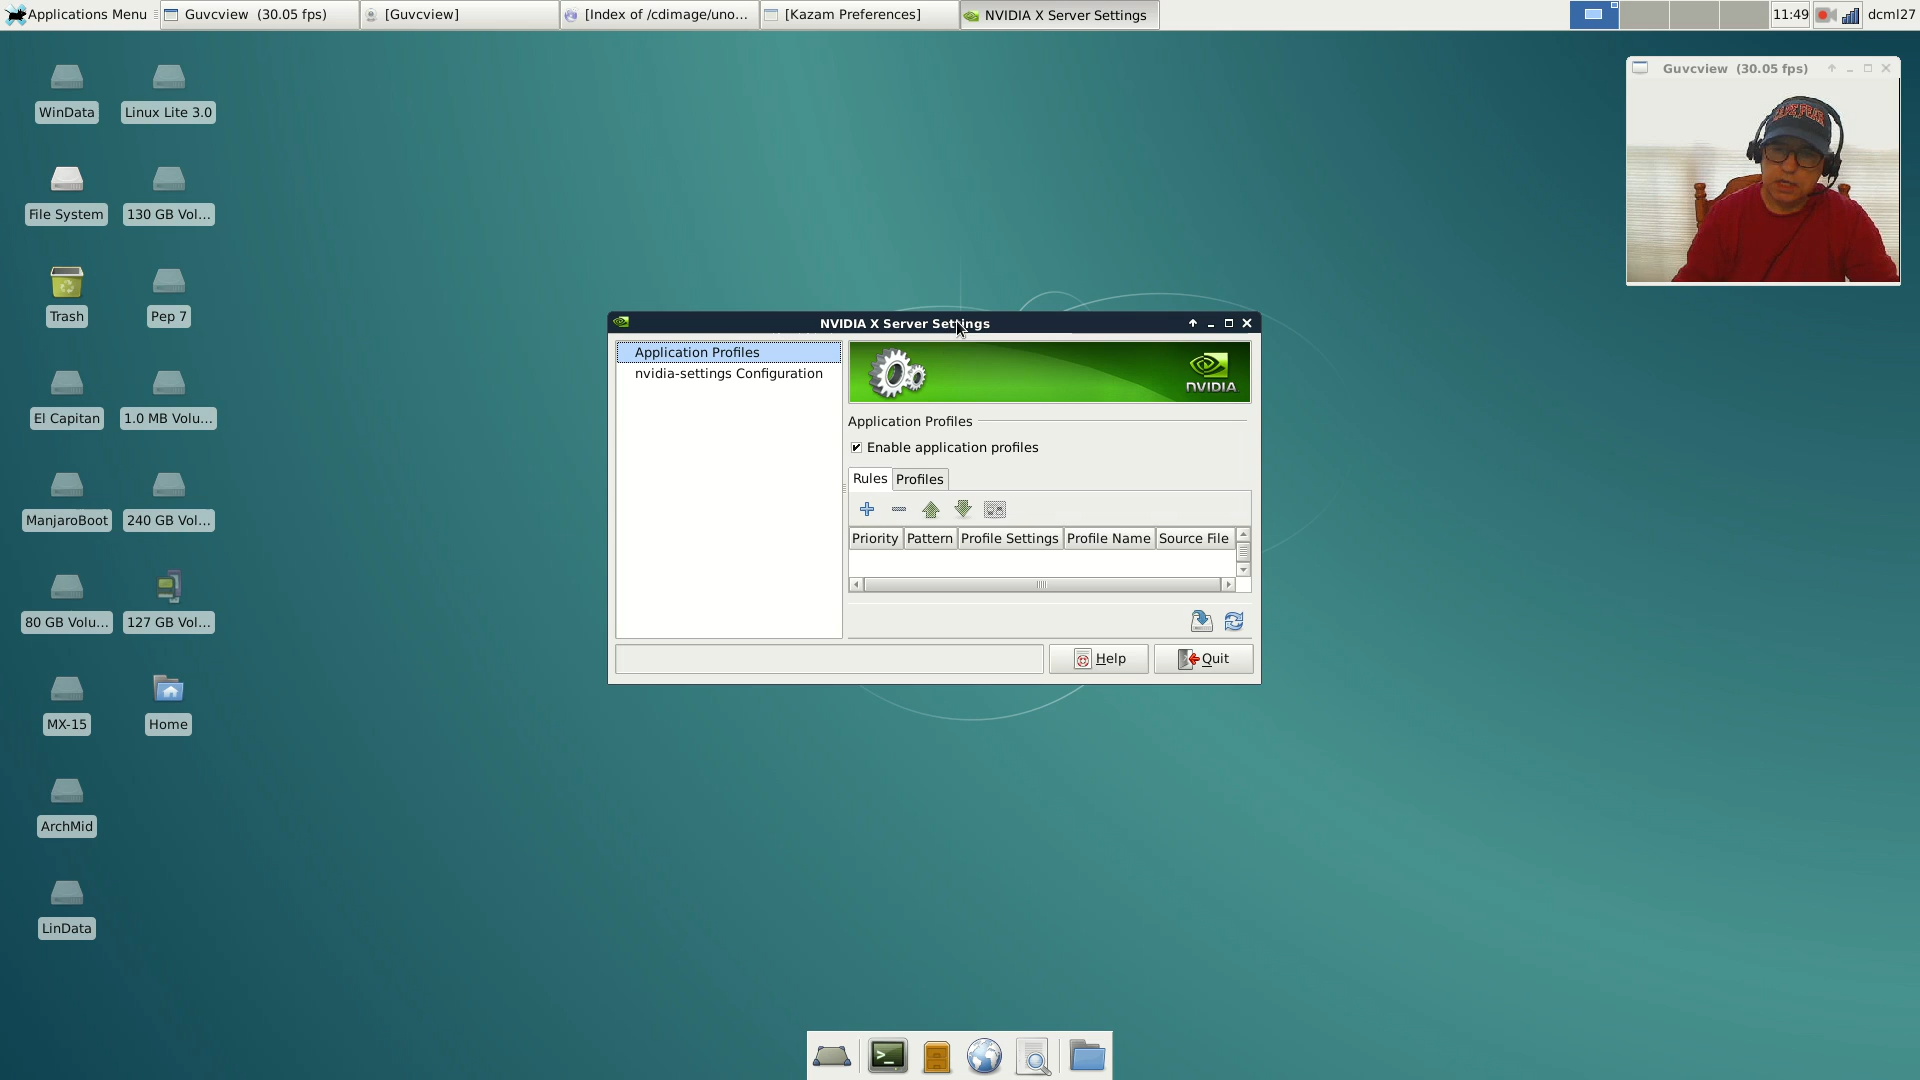 Applications Menu
Guvcview (30.05 fps)
[Guvcview]
[Index of /cdimage/uno...
[Kazam Preferences]
NVIDIA X Server Settings
11:49
dcml27
WinData
Linux Lite 3.0
File System
130 GB Vol...
Trash
Pep 7
El Capitan
1.0 MB Volu...
ManjaroBoot
240 GB Vol...
80 GB Volu...
127 GB Vol...
MX-15
Home
ArchMid
LinData
Guvcview (30.05 fps)
NVIDIA X Server Settings
Application Profiles
nvidia-settings Configuration
NVIDIA
Application Profiles
Enable application profiles
Rules
Profiles
Priority
Pattern
Profile Settings
Profile Name
Source File
Help
Quit